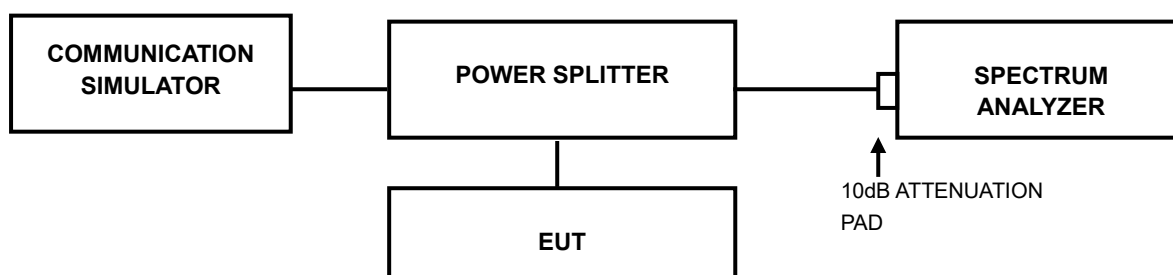 COMMUNICATION
SIMULATOR
POWER SPLITTER
SPECTRUM
ANALYZER
10dB ATTENUATION
PAD
EUT